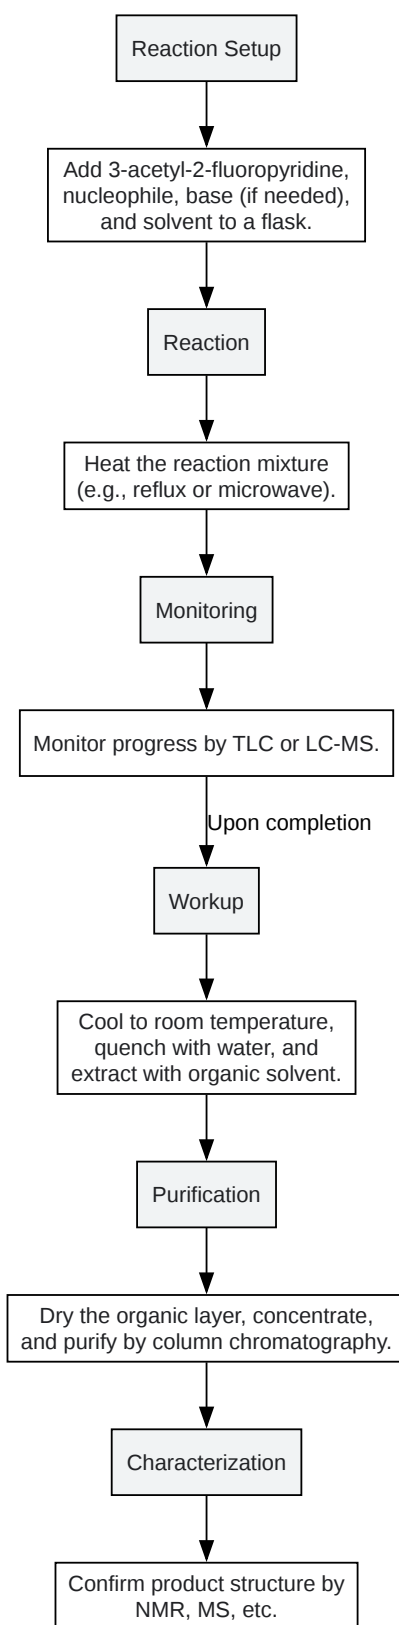 Reaction Setup
Add 3-acetyl-2-fluoropyridine,
nucleophile, base (if needed),
and solvent to a flask.
Reaction
Heat the reaction mixture
(e.g., reflux or microwave).
Monitoring
Monitor progress by TLC or LC-MS.
Upon completion
Workup
Cool to room temperature,
quench with water, and
extract with organic solvent.
Purification
Dry the organic layer, concentrate,
and purify by column chromatography.
Characterization
Confirm product structure by
NMR, MS, etc.